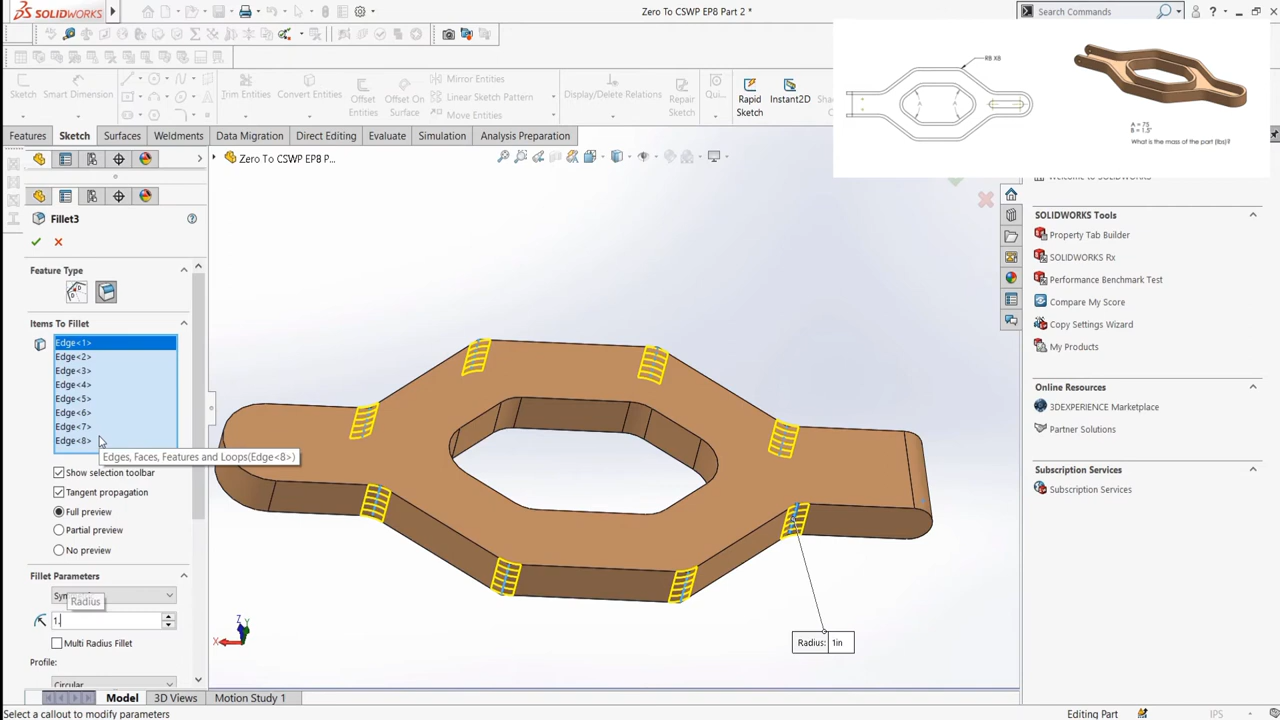 SOLIDWORKS
Zero To CSWP EP8 Part 2 *
Search Commands
?
Sketch
Smart Dimension
Trim Entities
Convert Entities
Offset Entities
Offset On Surface
Mirror Entities
Linear Sketch Pattern
Display/Delete Relations
Repair Sketch
Qui...
Rapid Sketch
Instant2D
R8 X8
A
A
A = 75
B = 1.5"
What is the mass of the part (lbs)?
Features
Sketch
Surfaces
Weldments
Data Migration
Direct Editing
Evaluate
Simulation
Analysis Preparation
Zero To CSWP EP8 P...
Fillet3
Feature Type
Items To Fillet
Edge<1>
Edge<2>
Edge<3>
Edge<4>
Edge<5>
Edge<6>
Edge<7>
Edge<8>
Edges, Faces, Features and Loops(Edge<8>)
Show selection toolbar
Tangent propagation
Full preview
Partial preview
No preview
Fillet Parameters
Radius
1.
Multi Radius Fillet
Profile:
Circular
Radius: 1in
Z
Y
X
SOLIDWORKS Tools
Property Tab Builder
SOLIDWORKS Rx
Performance Benchmark Test
Compare My Score
Copy Settings Wizard
My Products
Online Resources
3DEXPERIENCE Marketplace
Partner Solutions
Subscription Services
Subscription Services
Model
3D Views
Motion Study 1
Select a callout to modify parameters
Editing Part
IPS